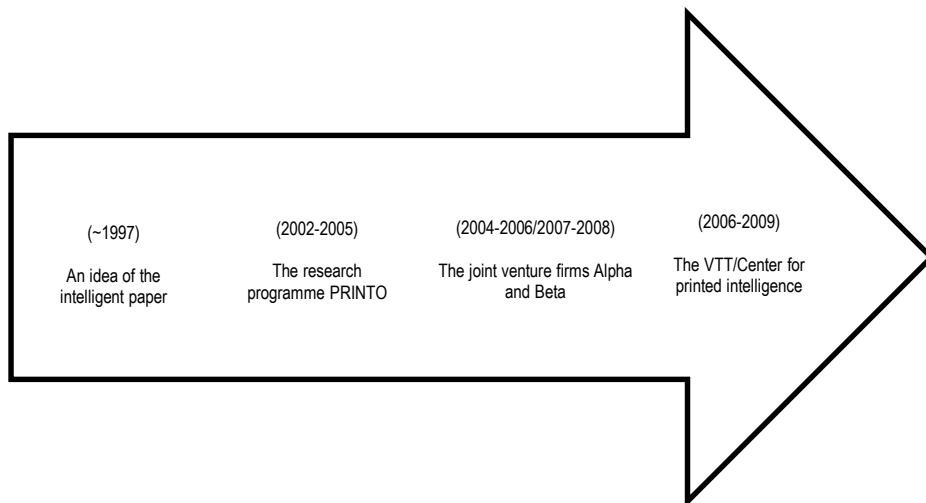 (~1997)
An idea of the
intelligent paper
(2002-2005)
The research
programme PRINTO
(2004-2006/2007-2008)
The joint venture firms Alpha
and Beta
(2006-2009)
The VTT/Center for
printed intelligence